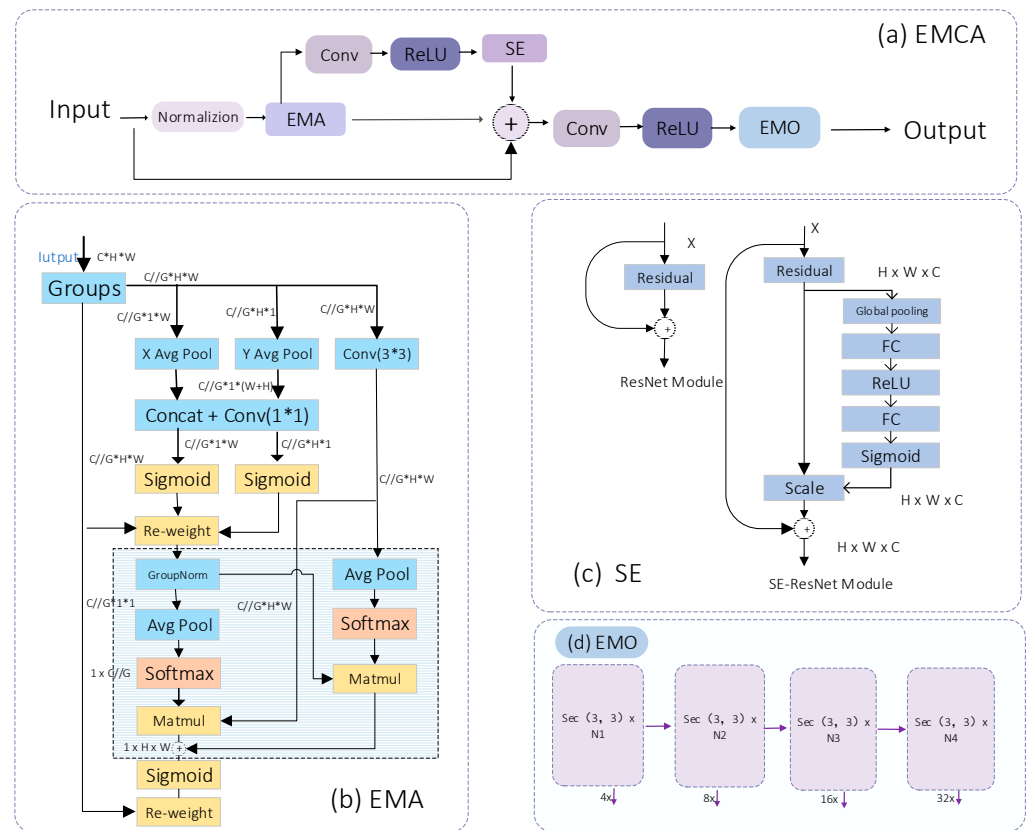 (a) EMCA
Conv
ReLU
SE
Input
Normalizion
EMA
+
Conv
ReLU
EMO
Output
Iutput
C*H*W
Groups
C//G*H*W
C//G*1*W
C//G*H*1
C//G*H*W
X Avg Pool
Y Avg Pool
Conv(3*3)
C//G*1*(W+H)
Concat + Conv(1*1)
C//G*1*W
C//G*H*1
C//G*H*W
Sigmoid
Sigmoid
C//G*H*W
Re-weight
GroupNorm
Avg Pool
C//G*1*1
C//G*H*W
Avg Pool
Softmax
1 x C//G
Softmax
Matmul
Matmul
1 x H x W
+
Sigmoid
Re-weight
(b) EMA
X
Residual
+
ResNet Module
X
Residual
H x W x C
Global pooling
FC
ReLU
FC
Sigmoid
Scale
H x W x C
+
H x W x C
SE-ResNet Module
(c) SE
(d) EMO
Sec（3，3）x
N1
Sec（3，3）x
N2
Sec（3，3）x
N3
Sec（3，3）x
N4
4x
8x
16x
32x